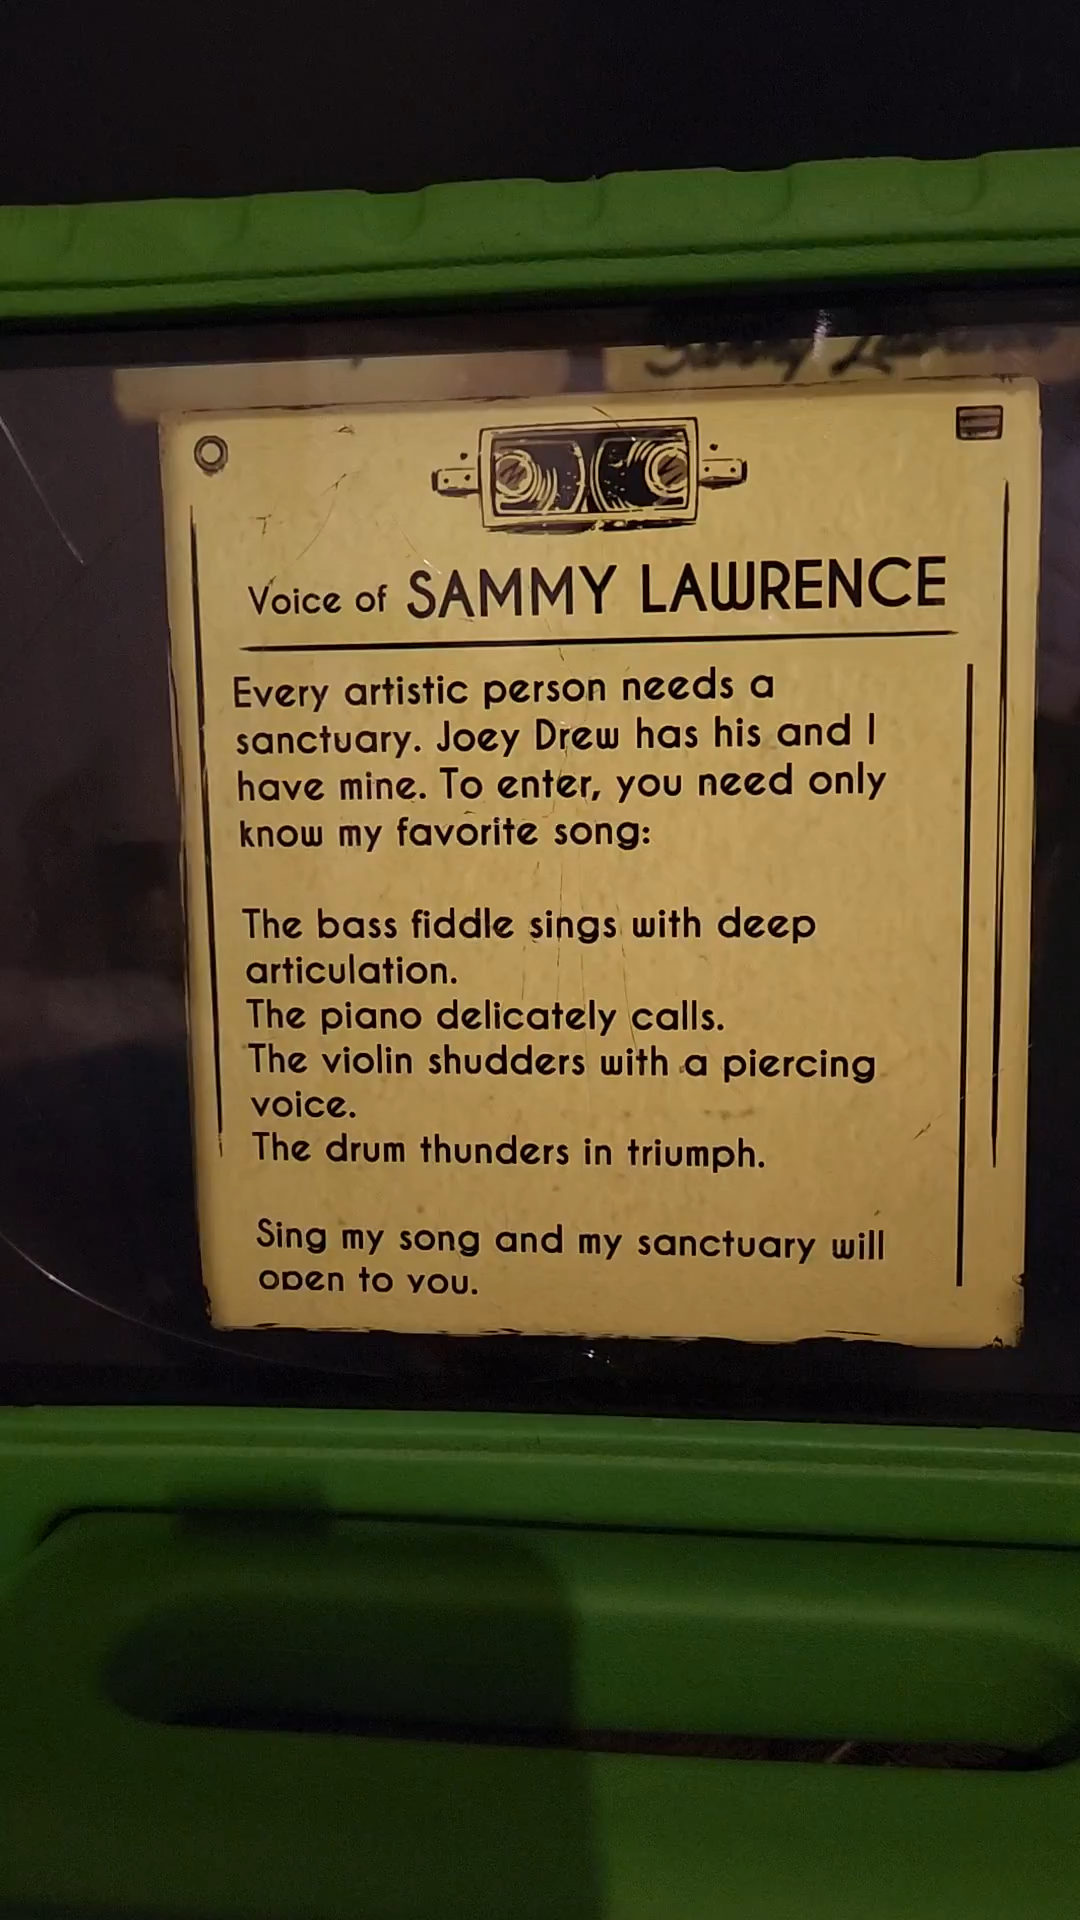 Sammy Lawrence
Voice of SAMMY LAWRENCE
Every artistic person needs a
sanctuary. Joey Drew has his and I
have mine. To enter, you need only
know my favorite song:
The bass fiddle sings with deep
articulation.
The piano delicately calls.
The violin shudders with a piercing
voice.
The drum thunders in triumph.
Sing my song and my sanctuary will
open to you.